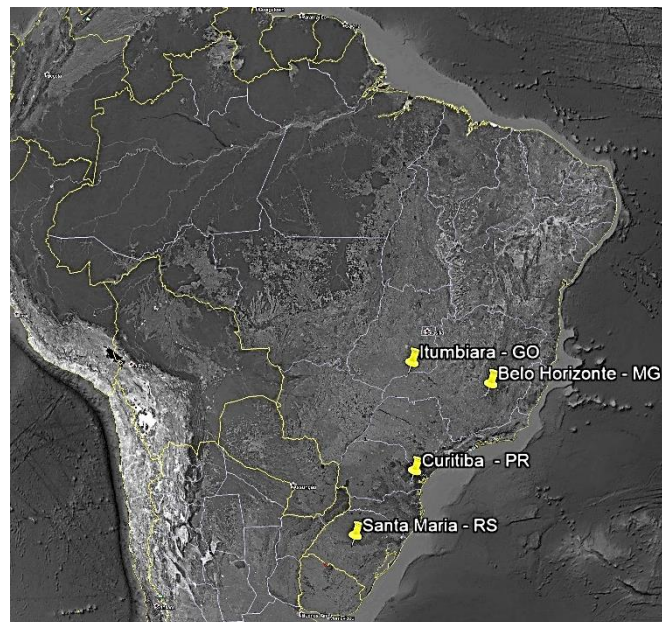 Itumbiara - GO
Belo Horizonte - MG
Curitiba - PR
Santa Maria - RS